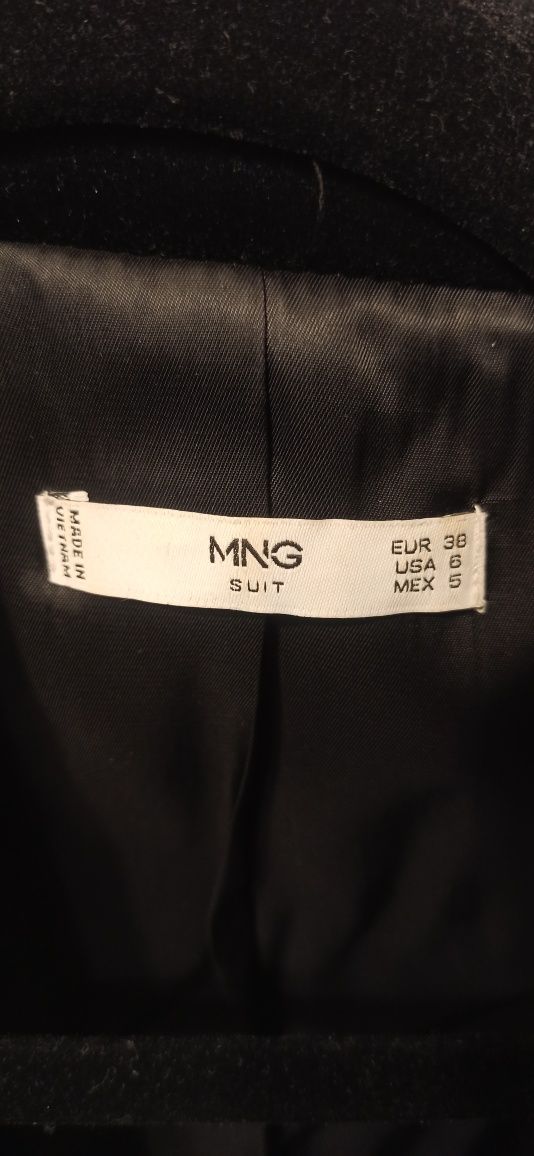 MADE IN
VIETNAM
MNG
SUIT
EUR 38
USA 6
MEX 5